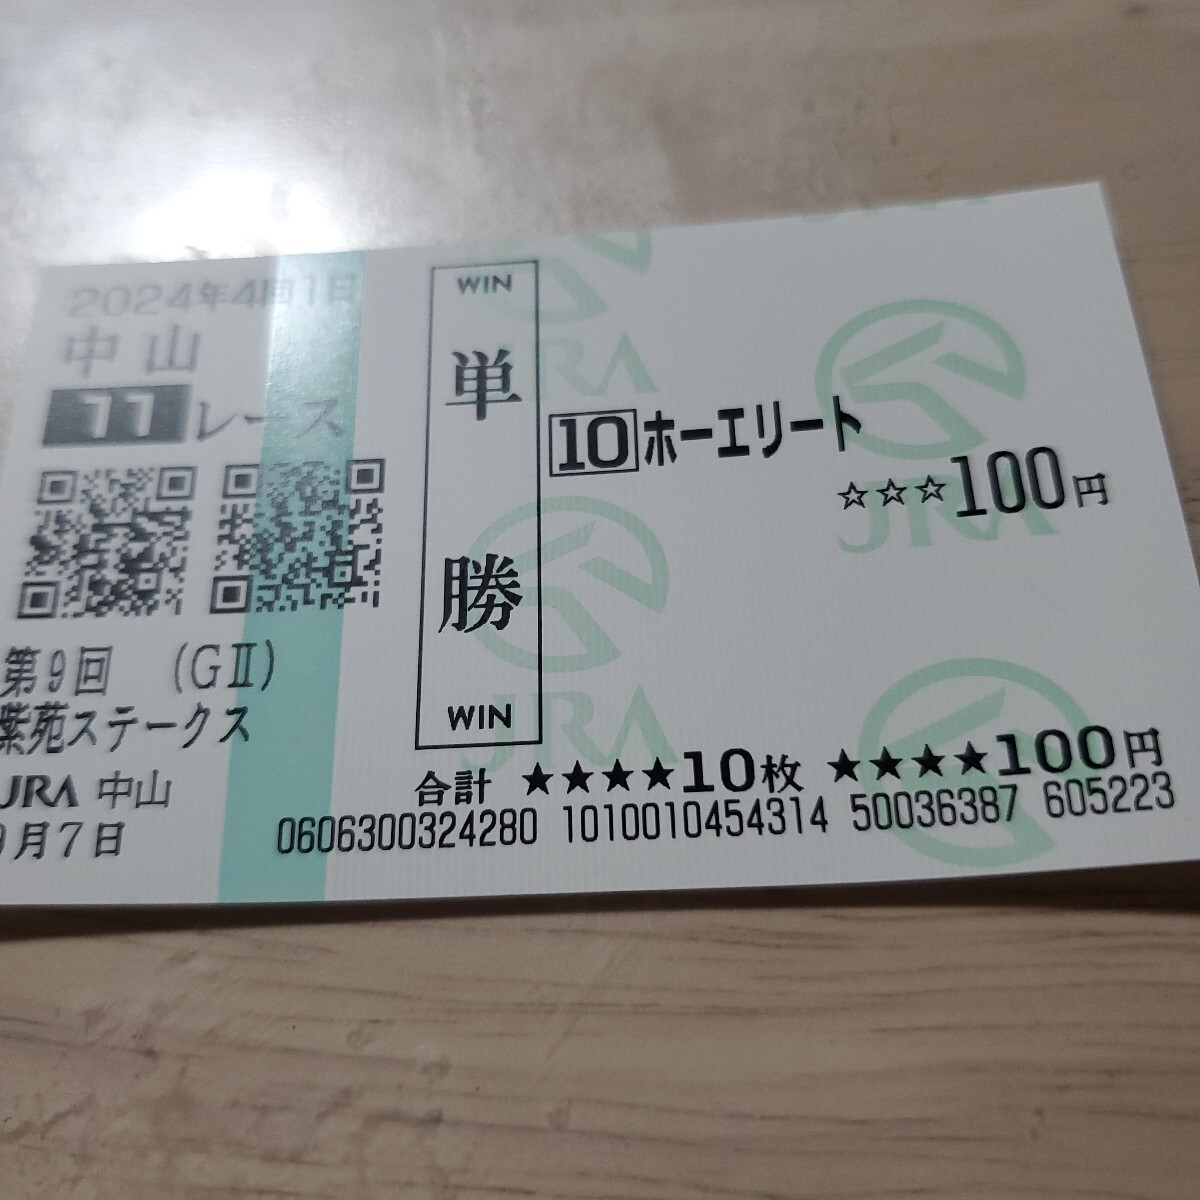 2024年4回1日
中山
11レース
第9回 (GⅡ)
紫苑ステークス
JRA 中山
9月7日
WIN
単勝
WIN
10 ホーエリート
☆☆☆100円
合計 ★★★★10枚 ★★★★100円
0606300324280 1010010454314 50036387 605223
JRA
JRA
JRA